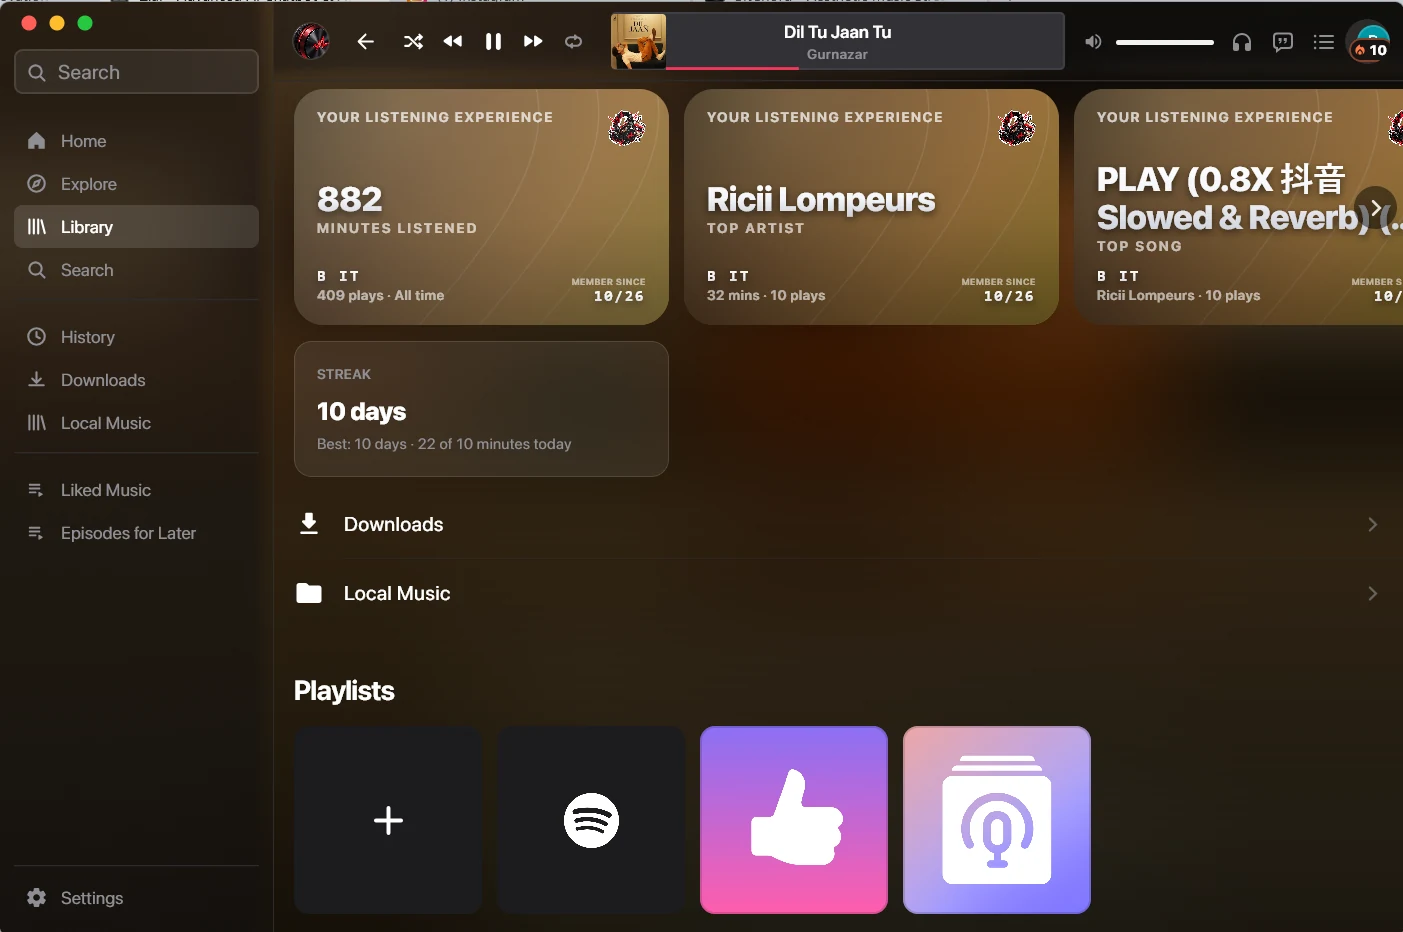 Search
Home
Explore
Library
Search
History
Downloads
Local Music
Liked Music
Episodes for Later
Settings
Dil Tu Jaan Tu
Gurnazar
10
YOUR LISTENING EXPERIENCE
882
MINUTES LISTENED
B IT
409 plays · All time
MEMBER SINCE
10/26
YOUR LISTENING EXPERIENCE
Ricii Lompeurs
TOP ARTIST
B IT
32 mins · 10 plays
MEMBER SINCE
10/26
YOUR LISTENING EXPERIENCE
PLAY (0.8X 抖音
Slowed & Reverb) (...
TOP SONG
B IT
Ricii Lompeurs · 10 plays
MEMBER S
10/
STREAK
10 days
Best: 10 days · 22 of 10 minutes today
Downloads
Local Music
Playlists